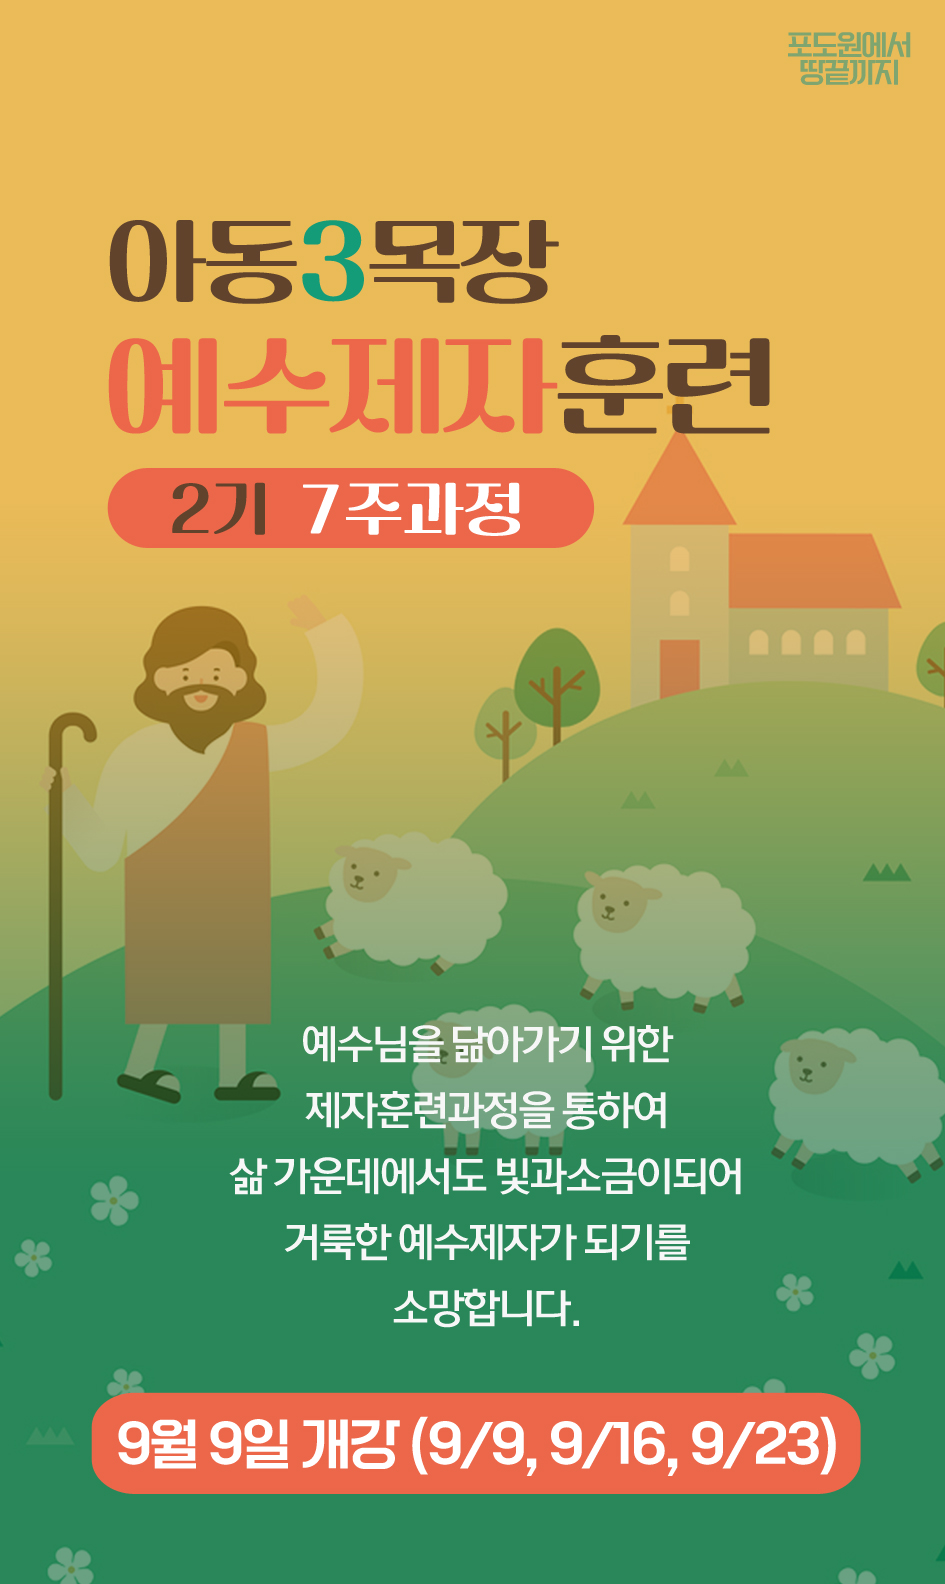 포도원에서
땅끝까지
아동3목장
예수제자훈련
2기 7주과정
예수님을 닮아가기 위한
제자훈련과정을 통하여
삶 가운데에서도 빛과소금이되어
거룩한 예수제자가 되기를
소망합니다.
9월 9일 개강 (9/9, 9/16, 9/23)